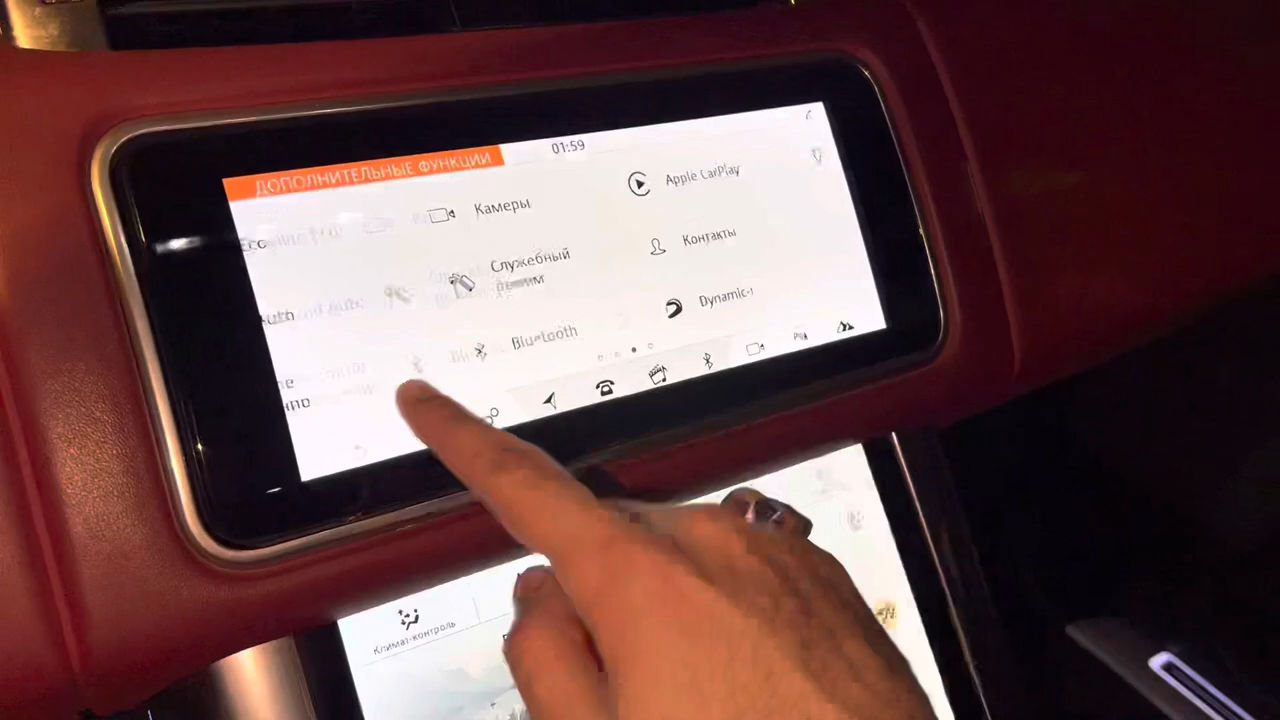 ДОПОЛНИТЕЛЬНЫЕ ФУНКЦИИ
01:59
Камеры
Apple CarPlay
Служебный
режим
Контакты
Bluetooth
Dynamic-i
Климат-контроль